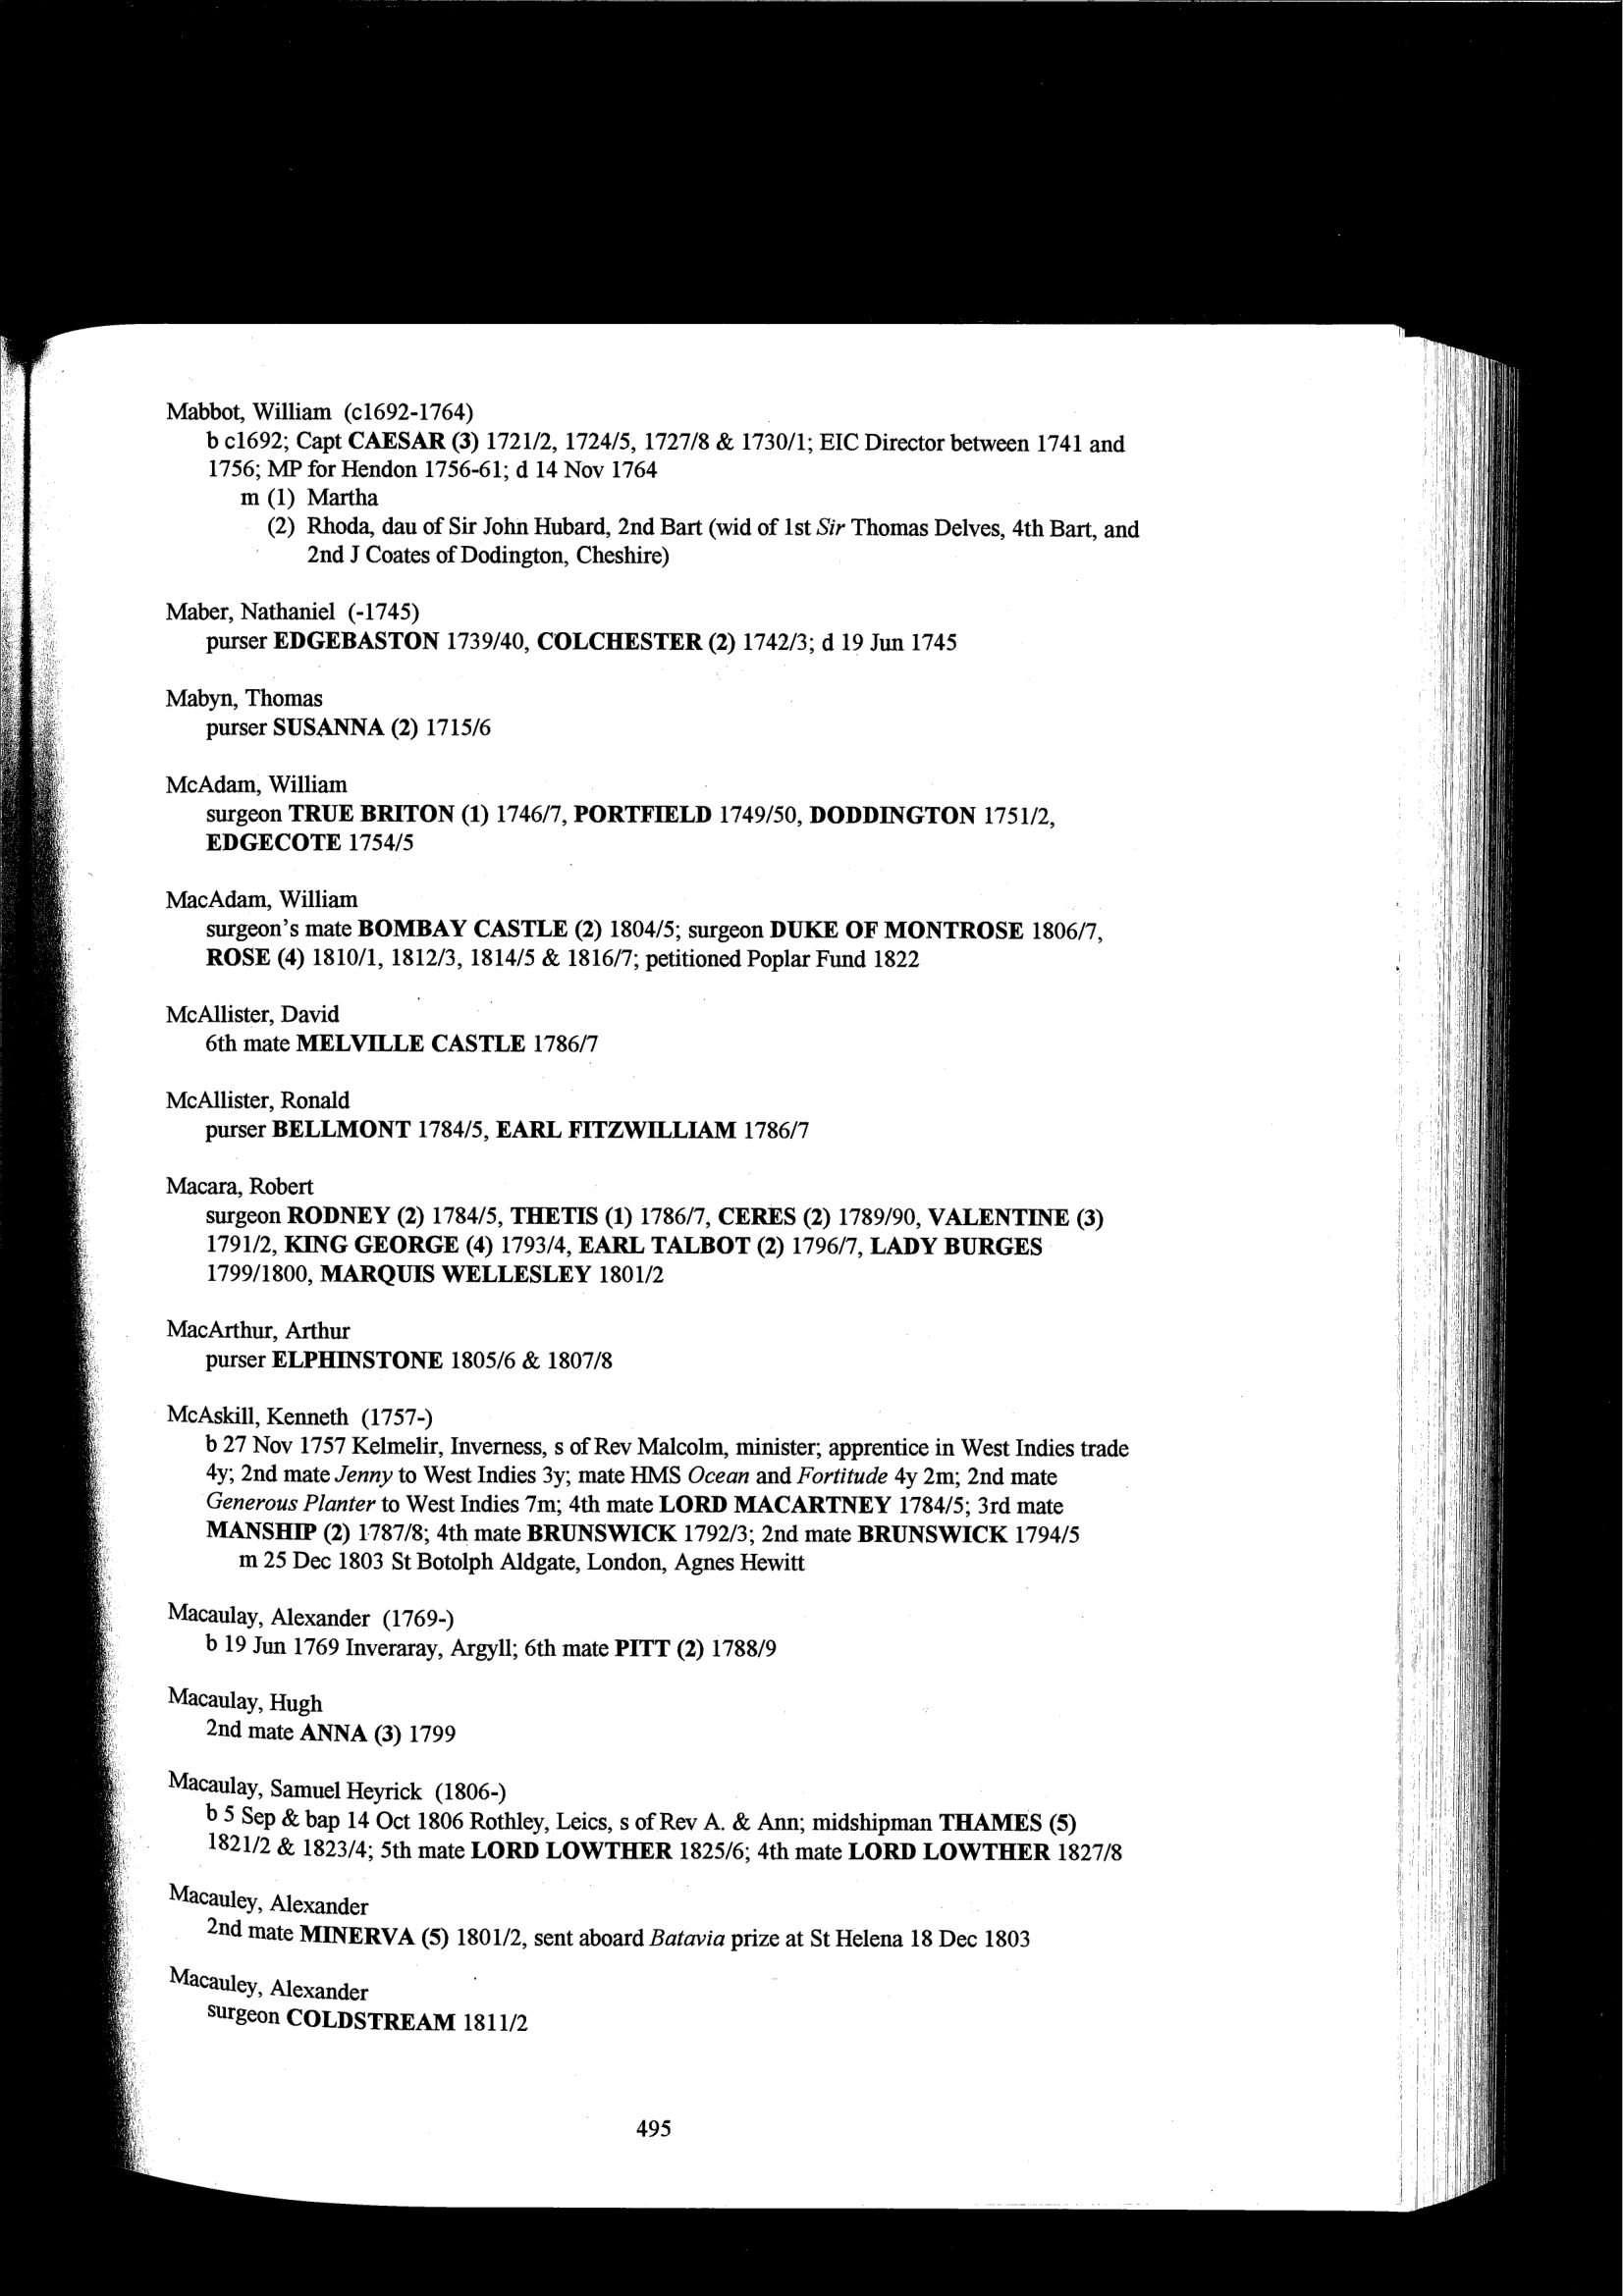 Mabbot, William (c1692-1764)
b c1692; Capt CAESAR (3) 1721/2, 1724/5, 1727/8 & 1730/1; EIC Director between 1741 and
1756; MP for Hendon 1756-61; d 14 Nov 1764
m (1) Martha
(2) Rhoda, dau of Sir John Hubard, 2nd Bart (wid of 1st Sir Thomas Delves, 4th Bart, and
2nd J Coates of Dodington, Cheshire)
Maber, Nathaniel (-1745)
purser EDGEBASTON 1739/40, COLCHESTER (2) 1742/3; d 19 Jun 1745
Mabyn, Thomas
purser SUSANNA (2) 1715/6
McAdam, William
surgeon TRUE BRITON (1) 1746/7, PORTFIELD 1749/50, DODDINGTON 1751/2,
EDGECOTE 1754/5
MacAdam, William
surgeon's mate BOMBAY CASTLE (2) 1804/5; surgeon DUKE OF MONTROSE 1806/7,
ROSE (4) 1810/1, 1812/3, 1814/5 & 1816/7; petitioned Poplar Fund 1822
McAllister, David
6th mate MELVILLE CASTLE 1786/7
McAllister, Ronald
purser BELLMONT 1784/5, EARL FITZWILLIAM 1786/7
Macara, Robert
surgeon RODNEY (2) 1784/5, THETIS (1) 1786/7, CERES (2) 1789/90, VALENTINE (3)
1791/2, KING GEORGE (4) 1793/4, EARL TALBOT (2) 1796/7, LADY BURGES
1799/1800, MARQUIS WELLESLEY 1801/2
MacArthur, Arthur
purser ELPHINSTONE 1805/6 & 1807/8
McAskill, Kenneth (1757-)
b 27 Nov 1757 Kelmelir, Inverness, s of Rev Malcolm, minister; apprentice in West Indies trade
4y; 2nd mate Jenny to West Indies 3y; mate HMS Ocean and Fortitude 4y 2m; 2nd mate
Generous Planter to West Indies 7m; 4th mate LORD MACARTNEY 1784/5; 3rd mate
MANSHIP (2) 1787/8; 4th mate BRUNSWICK 1792/3; 2nd mate BRUNSWICK 1794/5
m 25 Dec 1803 St Botolph Aldgate, London, Agnes Hewitt
Macaulay, Alexander (1769-)
b 19 Jun 1769 Inveraray, Argyll; 6th mate PITT (2) 1788/9
Macaulay, Hugh
2nd mate ANNA (3) 1799
Macaulay, Samuel Heyrick (1806-)
b 5 Sep & bap 14 Oct 1806 Rothley, Leics, s of Rev A. & Ann; midshipman THAMES (5)
1821/2 & 1823/4; 5th mate LORD LOWTHER 1825/6; 4th mate LORD LOWTHER 1827/8
Macauley, Alexander
2nd mate MINERVA (5) 1801/2, sent aboard Batavia prize at St Helena 18 Dec 1803
Macauley, Alexander
surgeon COLDSTREAM 1811/2
495